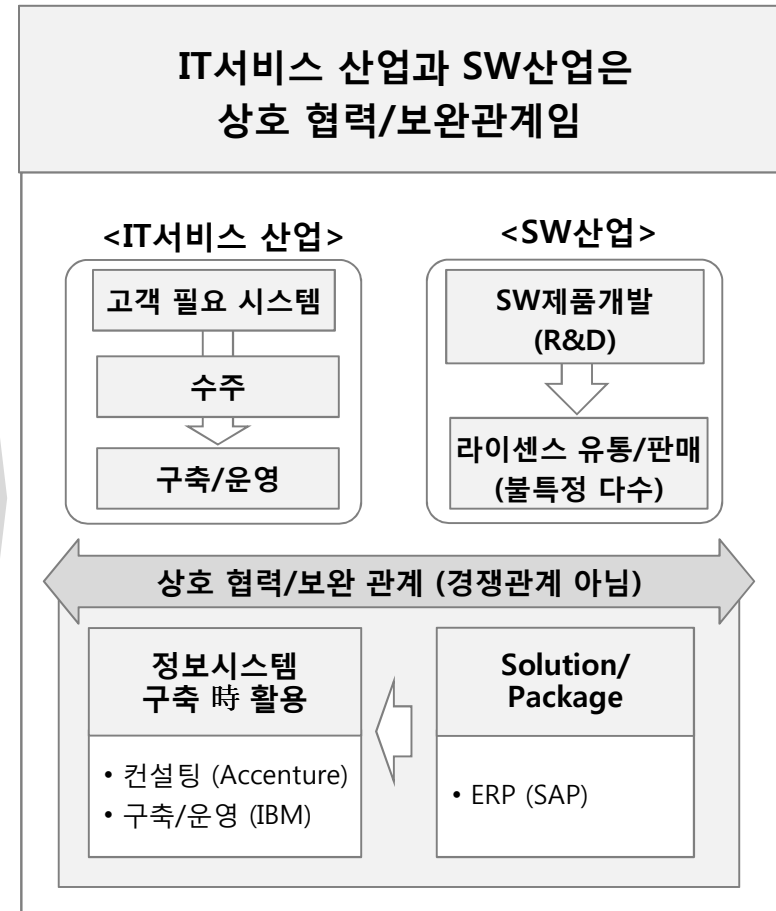 IT서비스 산업과 SW산업은
상호 협력/보완관계임
<IT서비스 산업>
고객 필요 시스템
수주
구축/운영
<SW산업>
SW제품개발
(R&D)
라이센스 유통/판매
(불특정 다수)
상호 협력/보완 관계 (경쟁관계 아님)
정보시스템
구축 時 활용
• 컨설팅 (Accenture)
• 구축/운영 (IBM)
Solution/
Package
• ERP (SAP)